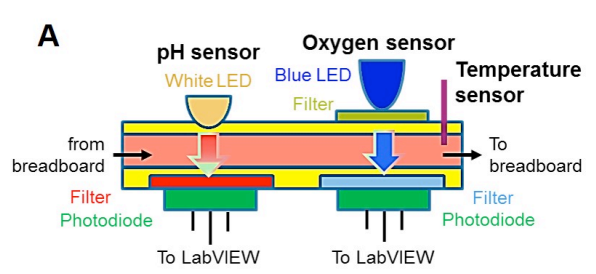 A
pH sensor
Oxygen sensor
White LED
Blue LED
Filter
Temperature
sensor
from
breadboard
To
breadboard
Filter
Photodiode
Filter
Photodiode
To LabVIEW
To LabVIEW